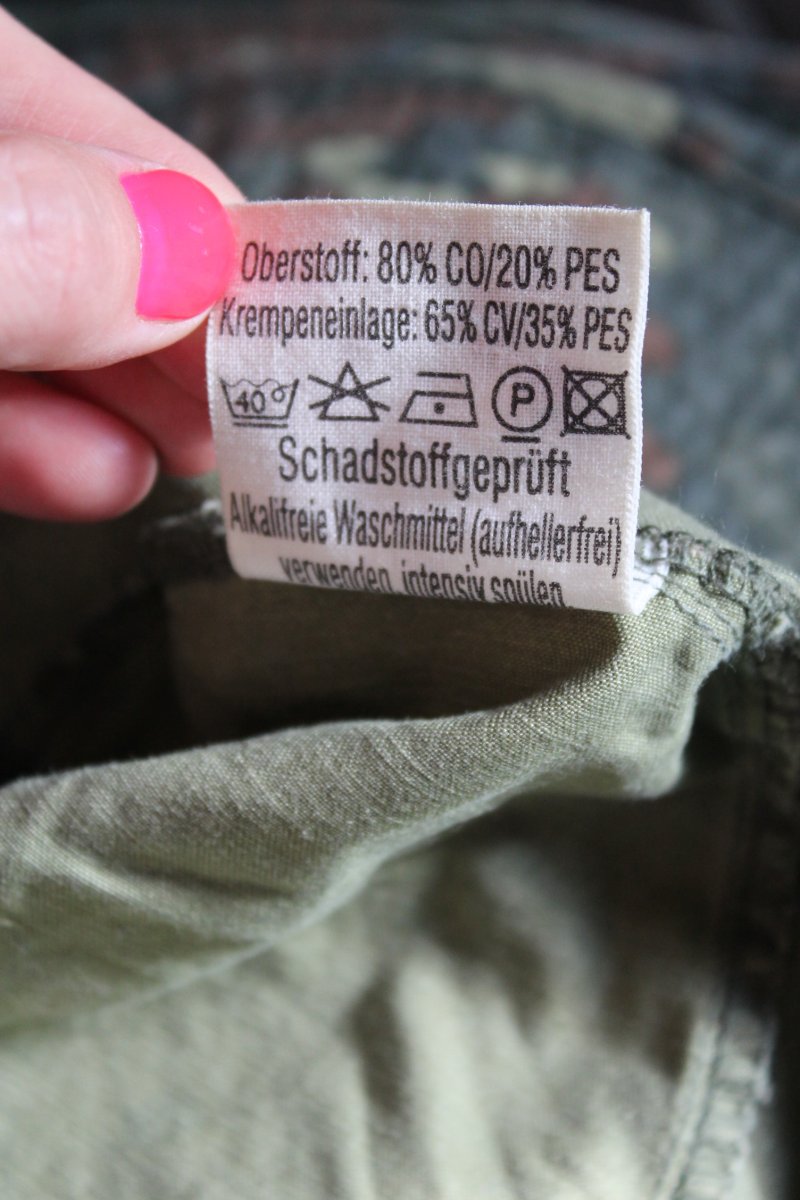 Oberstoff: 80% CO/20% PES
Krempeneinlage: 65% CV/35% PES
40 P
Schadstoffgeprüft
Alkalifreie Waschmittel (aufhellerfrei)
verwenden, intensiv spülen.